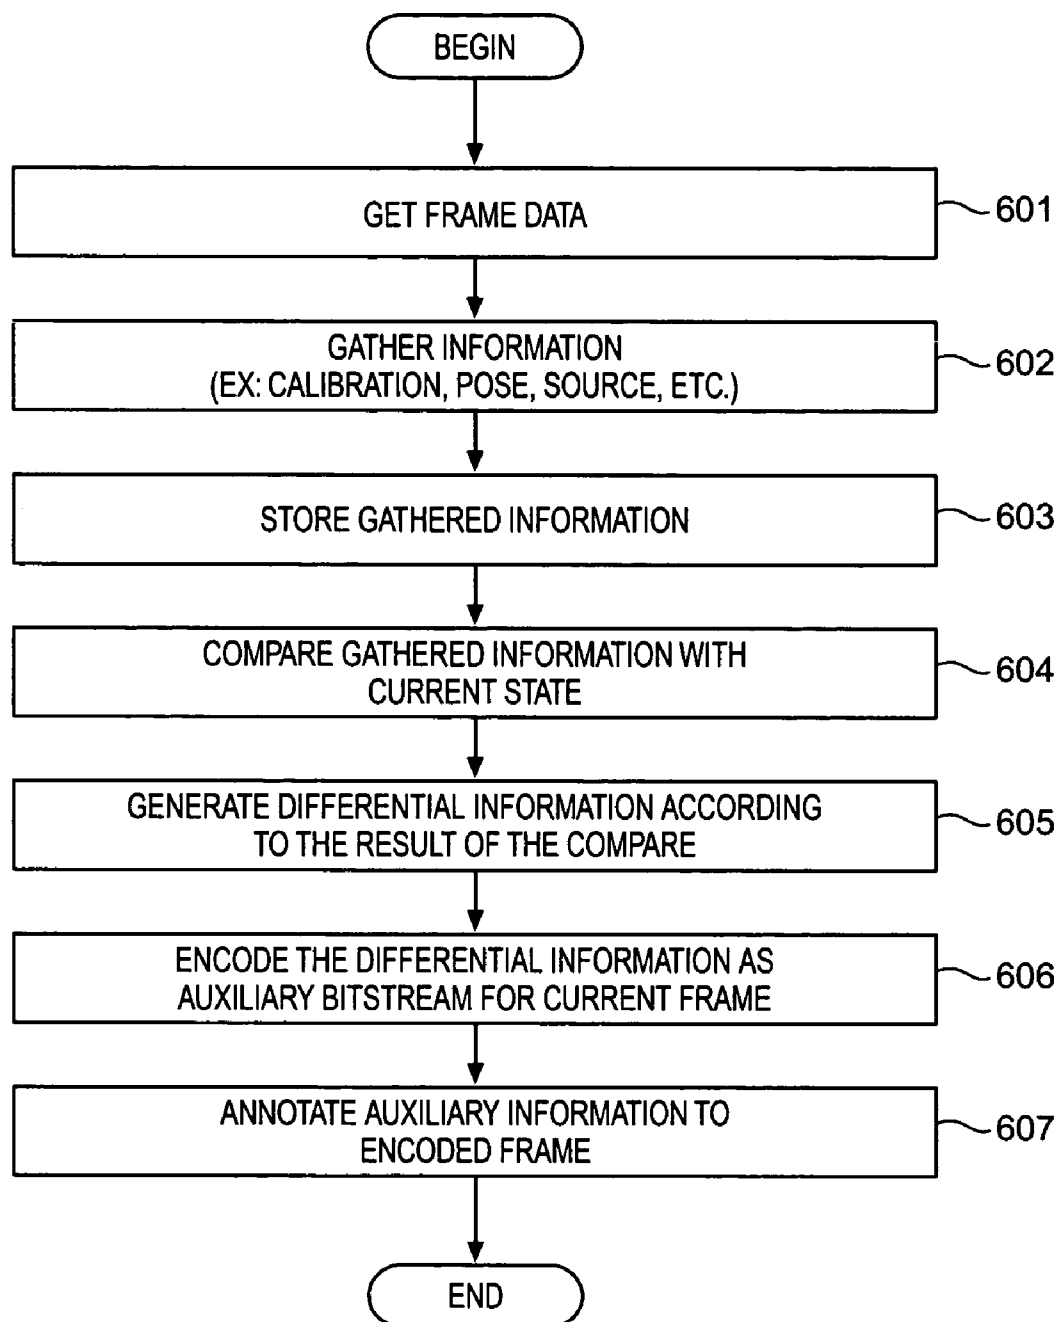 BEGIN
GET FRAME DATA
601
GATHER INFORMATION
(EX: CALIBRATION, POSE, SOURCE, ETC.)
602
STORE GATHERED INFORMATION
603
COMPARE GATHERED INFORMATION WITH
CURRENT STATE
604
GENERATE DIFFERENTIAL INFORMATION ACCORDING
TO THE RESULT OF THE COMPARE
605
ENCODE THE DIFFERENTIAL INFORMATION AS
AUXILIARY BITSTREAM FOR CURRENT FRAME
606
ANNOTATE AUXILIARY INFORMATION TO
ENCODED FRAME
607
END